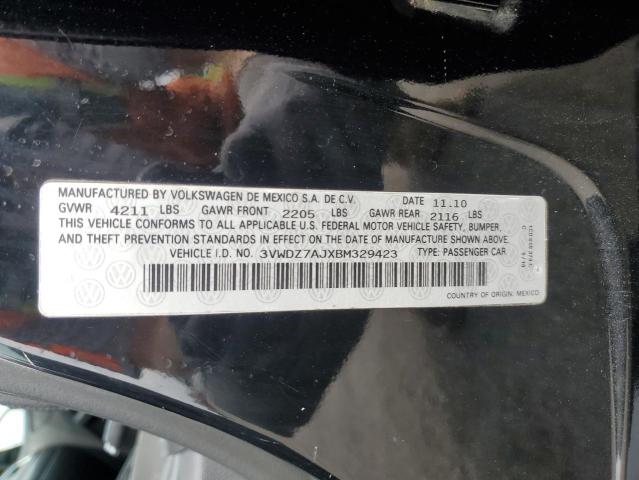 MANUFACTURED BY VOLKSWAGEN DE MEXICO S.A. DE C.V. DATE 11.10
GVWR 4211 LBS GAWR FRONT 2205 LBS GAWR REAR 2116 LBS
THIS VEHICLE CONFORMS TO ALL APPLICABLE U.S. FEDERAL MOTOR VEHICLE SAFETY, BUMPER,
AND THEFT PREVENTION STANDARDS IN EFFECT ON THE DATE OF MANUFACTURE SHOWN ABOVE.
VEHICLE I.D. NO. 3VWDZ7AJXBM329423 TYPE: PASSENGER CAR
COUNTRY OF ORIGIN. MEXICO